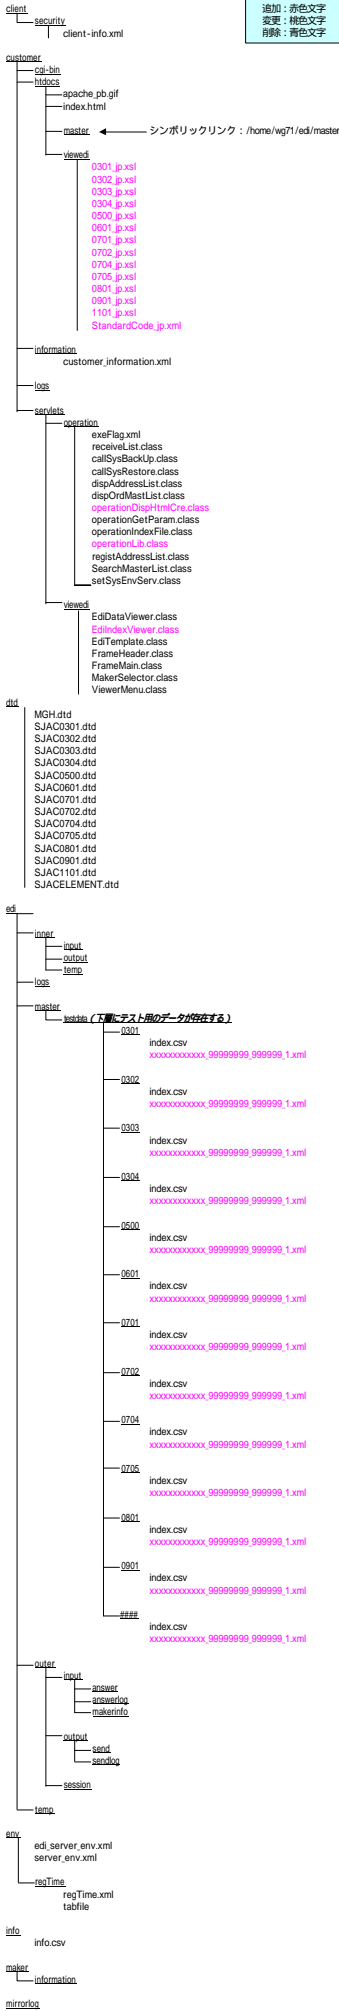 追加：赤色文字
変更：桃色文字
削除：青色文字
client
security
client-info.xml
customer
cgi-bin
htdocs
apache_pb.gif
index.html
master
シンボリックリンク：/home/wg71/edi/master
viewedi
0301_jp.xsl
0302_jp.xsl
0303_jp.xsl
0304_jp.xsl
0500_jp.xsl
0601_jp.xsl
0701_jp.xsl
0702_jp.xsl
0704_jp.xsl
0705_jp.xsl
0801_jp.xsl
0901_jp.xsl
1101_jp.xsl
StandardCode_jp.xml
information
customer_information.xml
logs
servlets
operation
exeFlag.xml
receiveList.class
callSysBackUp.class
callSysRestore.class
dispAddressList.class
dispOrdMastList.class
operationDispHtmlCre.class
operationGetParam.class
operationIndexFile.class
operationLib.class
registAddressList.class
SearchMasterList.class
setSysEnvServ.class
viewedi
EdiDataViewer.class
EdiIndexViewer.class
EdiTemplate.class
FrameHeader.class
FrameMain.class
MakerSelector.class
ViewerMenu.class
dtd
MGH.dtd
SJAC0301.dtd
SJAC0302.dtd
SJAC0303.dtd
SJAC0304.dtd
SJAC0500.dtd
SJAC0601.dtd
SJAC0701.dtd
SJAC0702.dtd
SJAC0704.dtd
SJAC0705.dtd
SJAC0801.dtd
SJAC0901.dtd
SJAC1101.dtd
SJACELEMENT.dtd
edi
inner
input
output
temp
logs
master
testdata（下層にテスト用のデータが存在する）
0301
index.csv
xxxxxxxxxxxx_99999999_999999_1.xml
0302
index.csv
xxxxxxxxxxxx_99999999_999999_1.xml
0303
index.csv
xxxxxxxxxxxx_99999999_999999_1.xml
0304
index.csv
xxxxxxxxxxxx_99999999_999999_1.xml
0500
index.csv
xxxxxxxxxxxx_99999999_999999_1.xml
0601
index.csv
xxxxxxxxxxxx_99999999_999999_1.xml
0701
index.csv
xxxxxxxxxxxx_99999999_999999_1.xml
0702
index.csv
xxxxxxxxxxxx_99999999_999999_1.xml
0704
index.csv
xxxxxxxxxxxx_99999999_999999_1.xml
0705
index.csv
xxxxxxxxxxxx_99999999_999999_1.xml
0801
index.csv
xxxxxxxxxxxx_99999999_999999_1.xml
0901
index.csv
xxxxxxxxxxxx_99999999_999999_1.xml
####
index.csv
xxxxxxxxxxxx_99999999_999999_1.xml
outer
input
answer
answerlog
makerinfo
output
send
sendlog
session
temp
env
edi_server_env.xml
server_env.xml
reqTime
reqTime.xml
tabfile
info
info.csv
maker
information
mirrorlog